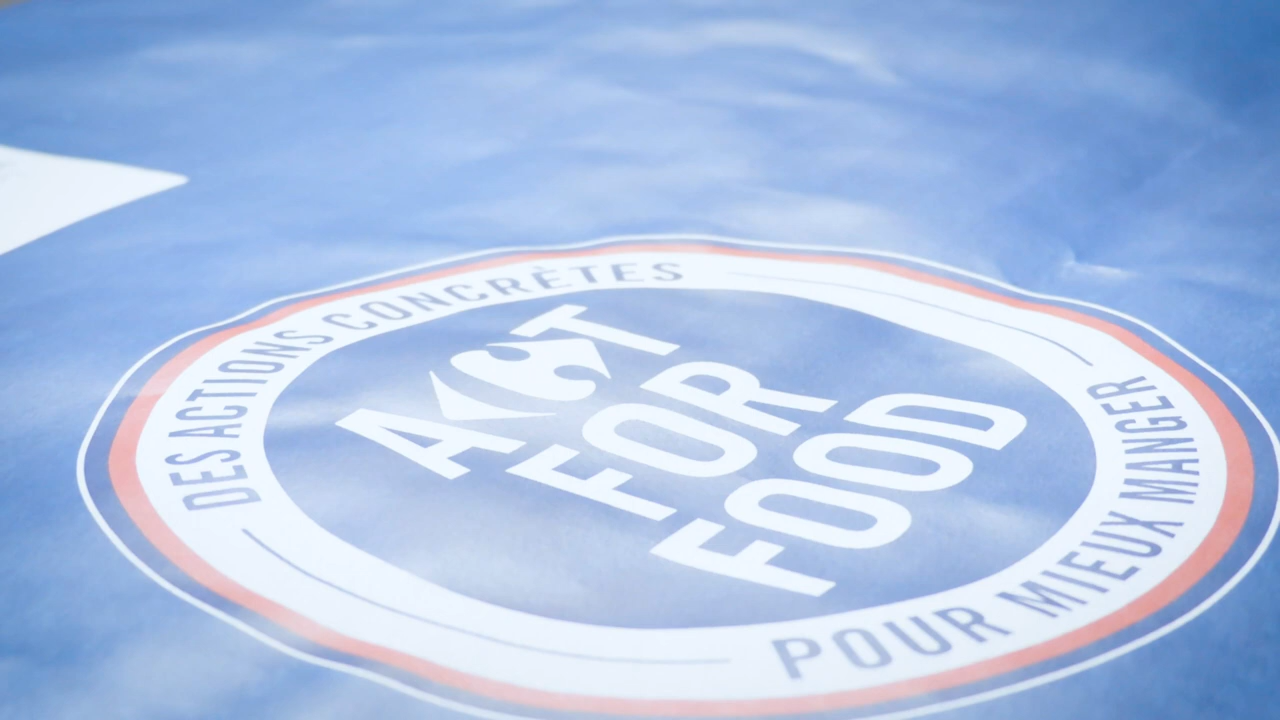 DES ACTIONS CONCRÈTES
ACT
FOR
FOOD
POUR MIEUX MANGER